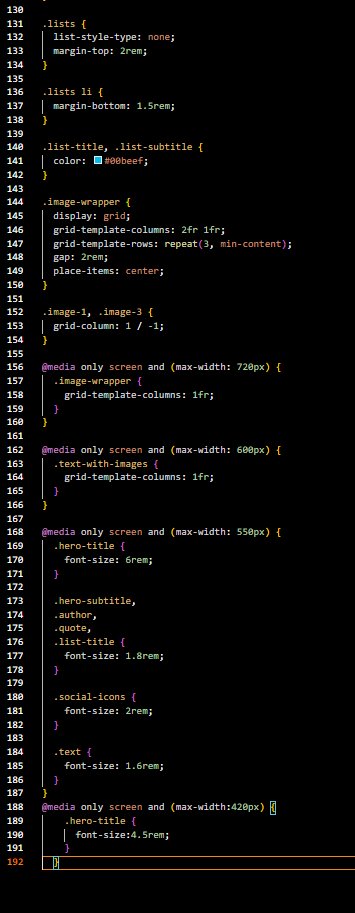 130
131 .lists {
132   list-style-type: none;
133   margin-top: 2rem;
134 }
135
136 .lists li {
137   margin-bottom: 1.5rem;
138 }
139
140 .list-title, .list-subtitle {
141   color: #00beef;
142 }
143
144 .image-wrapper {
145   display: grid;
146   grid-template-columns: 2fr 1fr;
147   grid-template-rows: repeat(3, min-content);
148   gap: 2rem;
149   place-items: center;
150 }
151
152 .image-1, .image-3 {
153   grid-column: 1 / -1;
154 }
155
156 @media only screen and (max-width: 720px) {
157   .image-wrapper {
158     grid-template-columns: 1fr;
159   }
160 }
161
162 @media only screen and (max-width: 600px) {
163   .text-with-images {
164     grid-template-columns: 1fr;
165   }
166 }
167
168 @media only screen and (max-width: 550px) {
169   .hero-title {
170     font-size: 6rem;
171   }
172
173   .hero-subtitle,
174   .author,
175   .quote,
176   .list-title {
177     font-size: 1.8rem;
178   }
179
180   .social-icons {
181     font-size: 2rem;
182   }
183
184   .text {
185     font-size: 1.6rem;
186   }
187 }
188 @media only screen and (max-width:420px) {
189     .hero-title {
190       font-size:4.5rem;
191     }
192   }